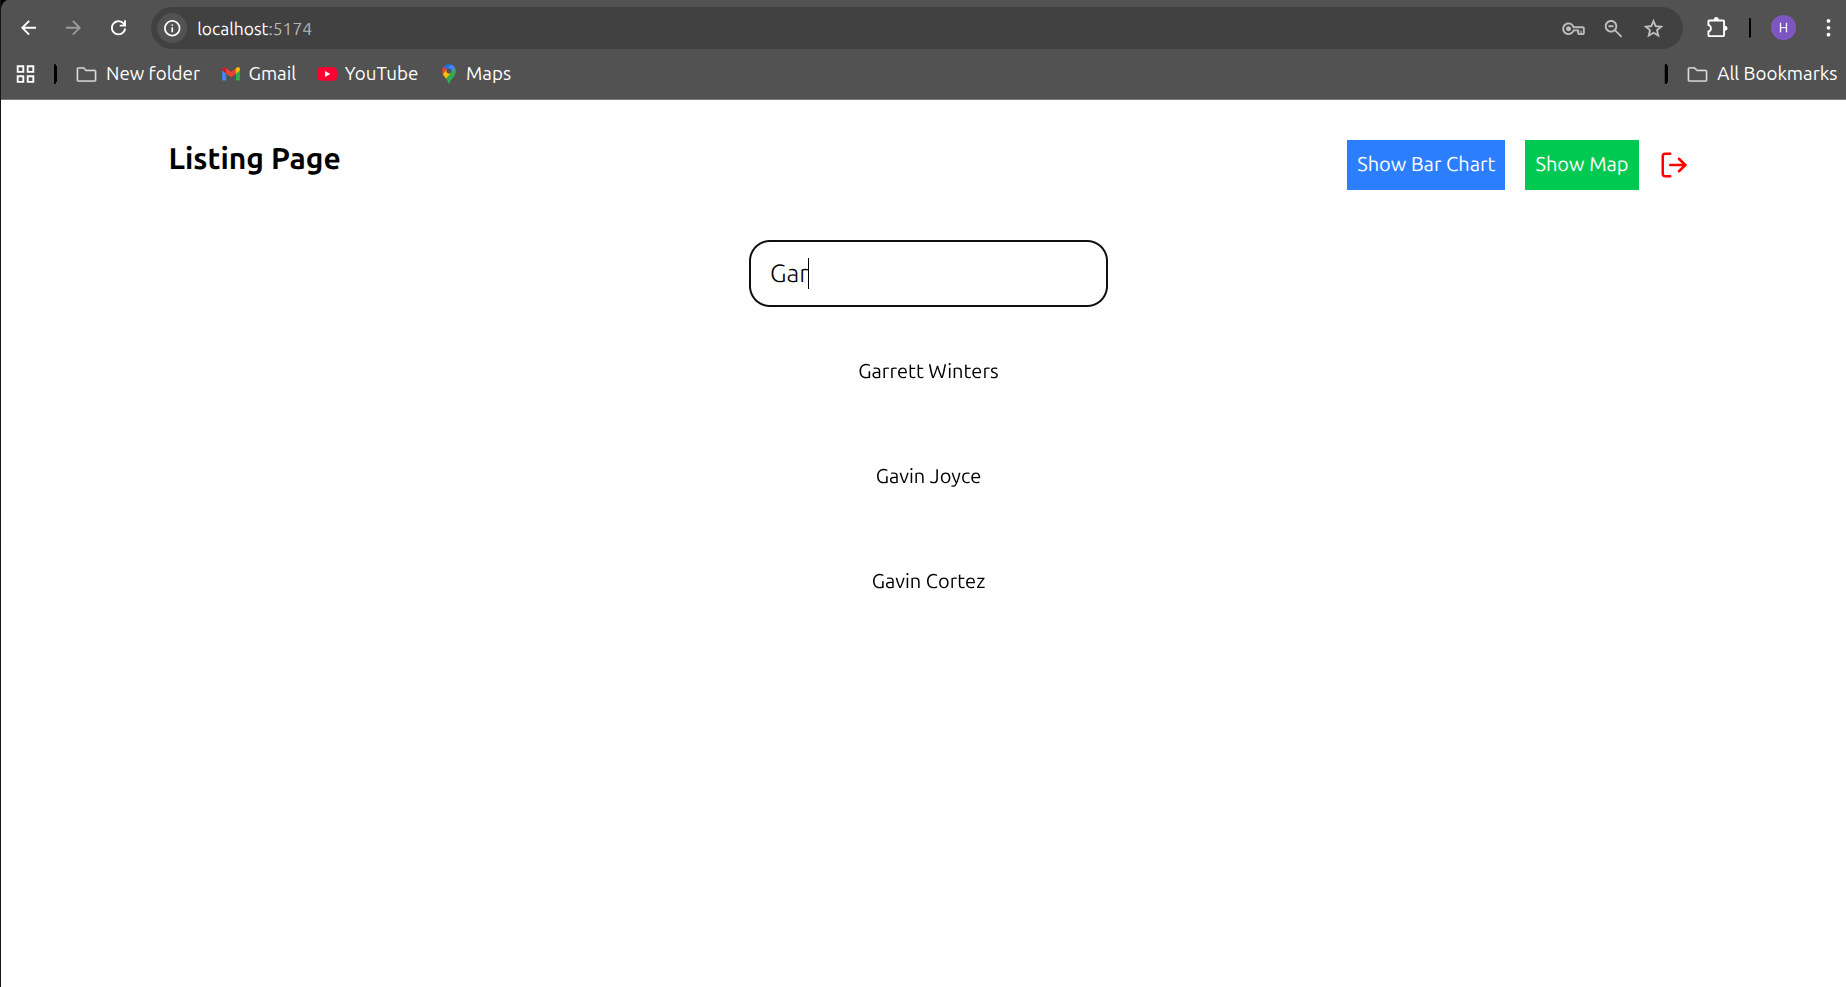 localhost:5174
H
New folder
Gmail
YouTube
Maps
All Bookmarks
Listing Page
Show Bar Chart
Show Map
Gar
Garrett Winters
Gavin Joyce
Gavin Cortez